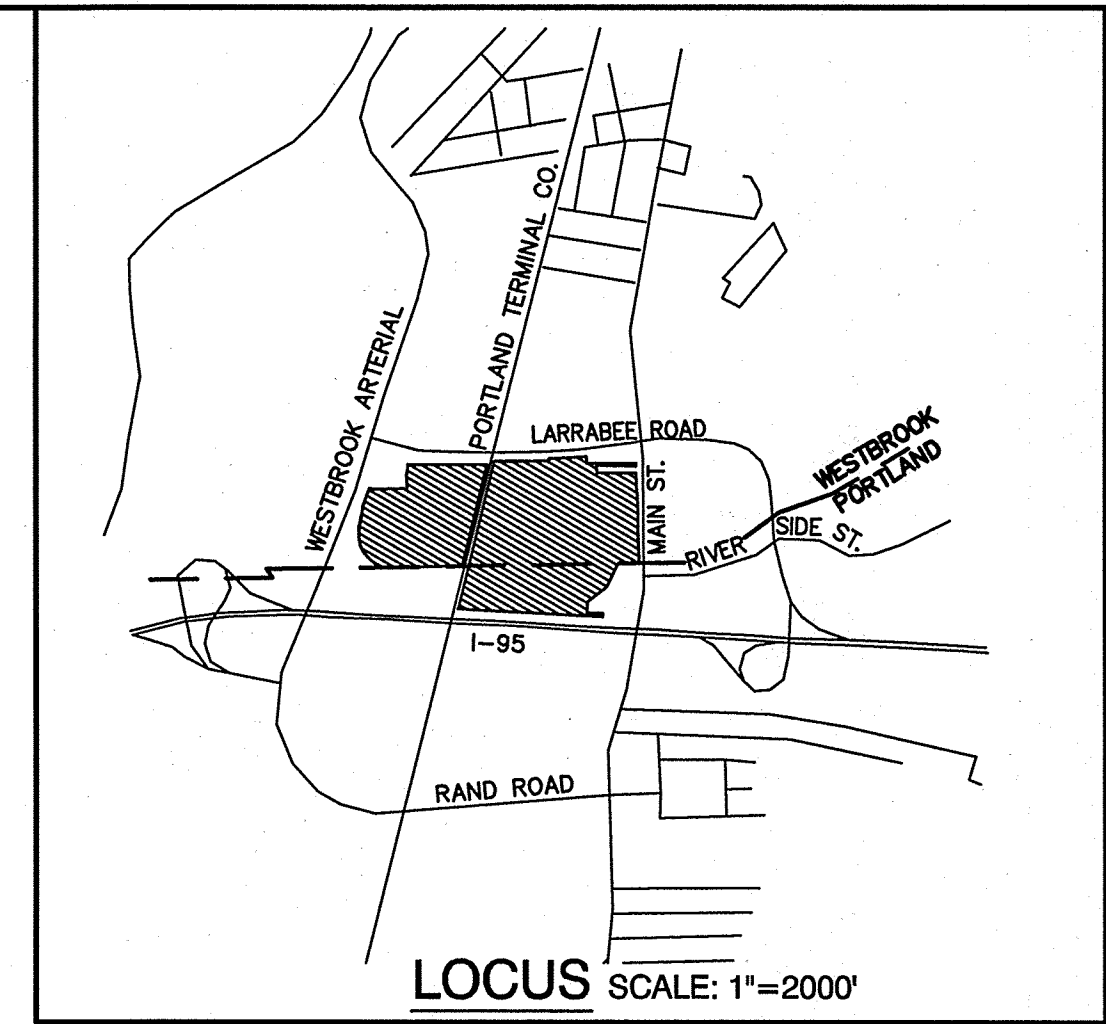 PORTLAND TERMINAL CO.
WESTBROOK ARTERIAL
LARRABEE ROAD
MAIN ST.
WESTBROOK
PORTLAND
RIVER SIDE ST.
I-95
RAND ROAD
LOCUS SCALE: 1"=2000'